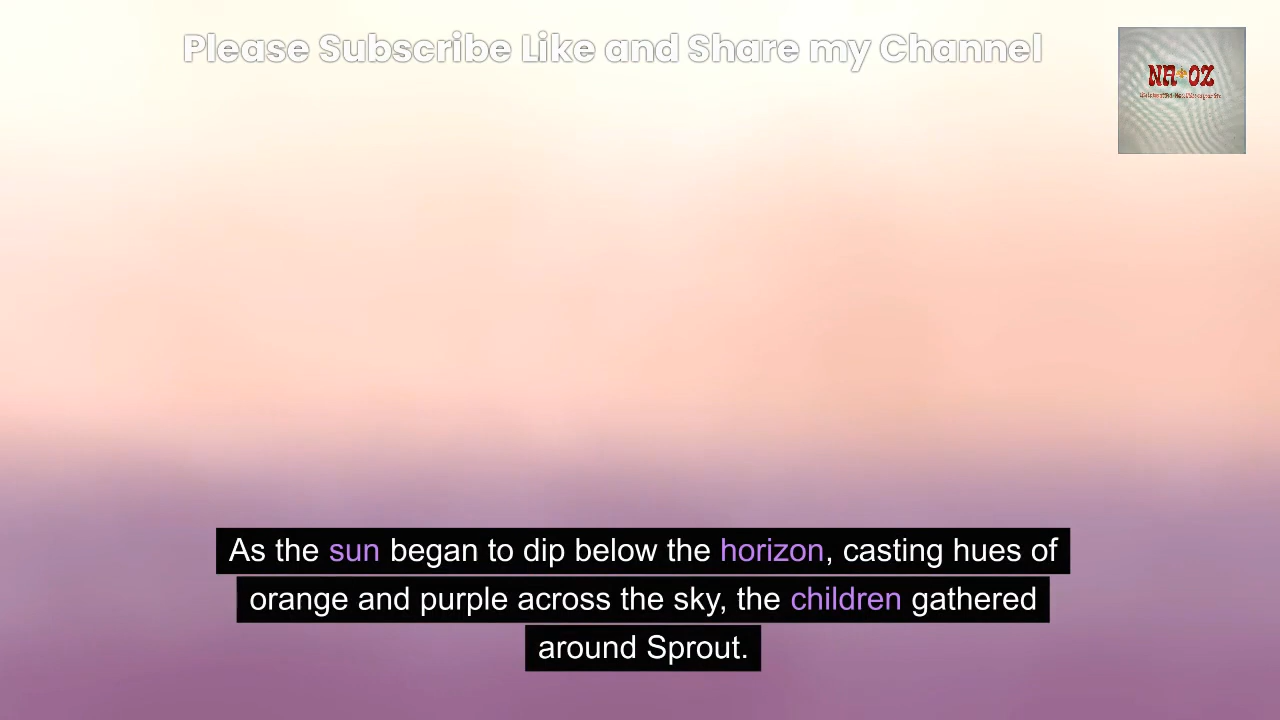 Please Subscribe Like and Share my Channel
NA OZ
As the sun began to dip below the horizon, casting hues of
orange and purple across the sky, the children gathered
around Sprout.